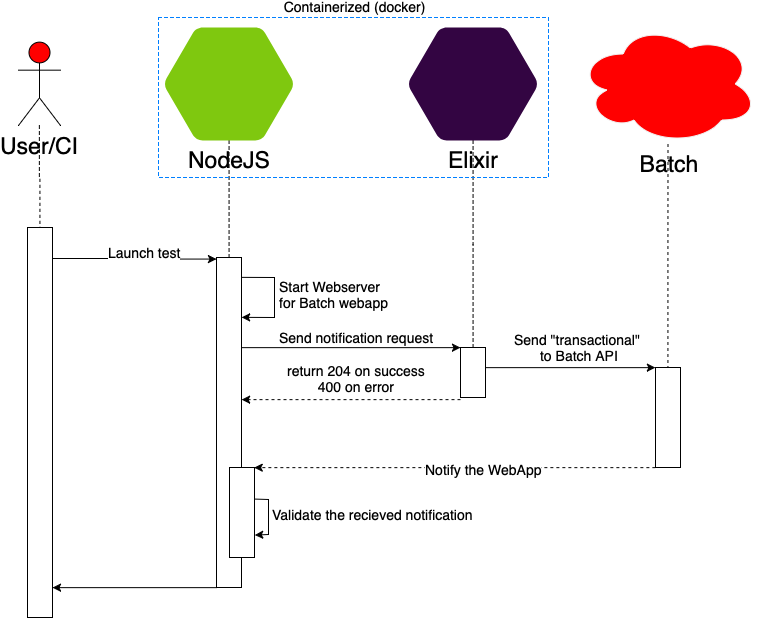 Containerized (docker)
User/CI
NodeJS
Elixir
Batch
Launch test
Start Webserver
for Batch webapp
Send notification request
Send "transactional"
to Batch API
return 204 on success
400 on error
Notify the WebApp
Validate the recieved notification